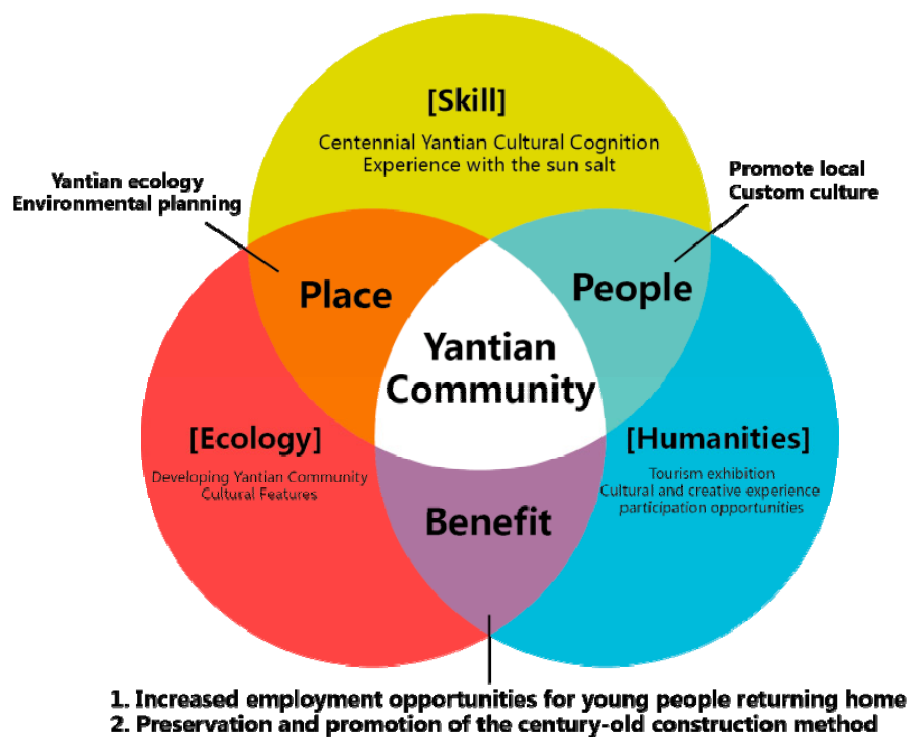 [Skill]
Centennial Yantian Cultural Cognition
Experience with the sun salt
Yantian ecology
Environmental planning
Promote local
Custom culture
Place
People
Yantian
Community
[Ecology]
Developing Yantian Community
Cultural Features
[Humanities]
Tourism exhibition
Cultural and creative experience
participation opportunities
Benefit
1. Increased employment opportunities for young people returning home
2. Preservation and promotion of the century-old construction method